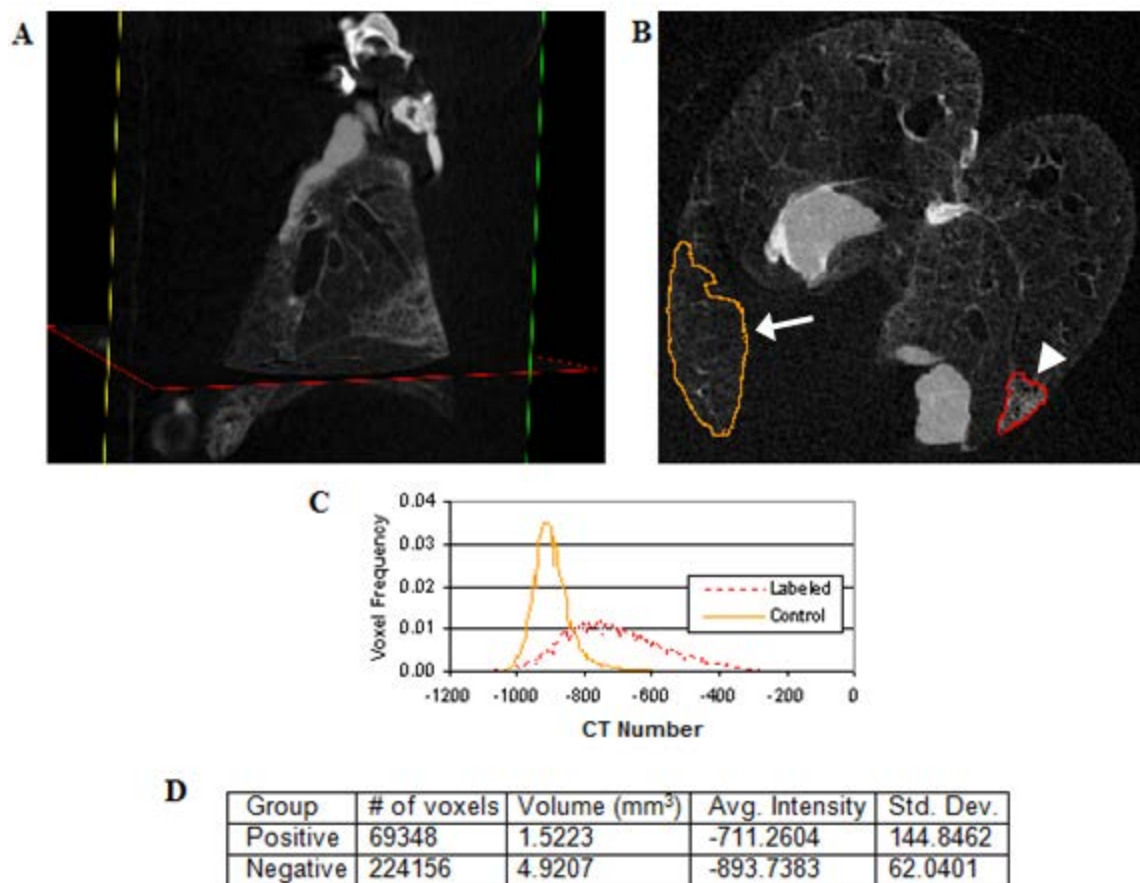 A
B
C
0.04
0.03
0.02
0.01
0.00
Voxel Frequency
Labeled
Control
-1200 -1000 -800 -600 -400 -200 0
CT Number
D
Group # of voxels Volume (mm³) Avg. Intensity Std. Dev.
Positive 69348 1.5223 -711.2604 144.8462
Negative 224156 4.9207 -893.7383 62.0401